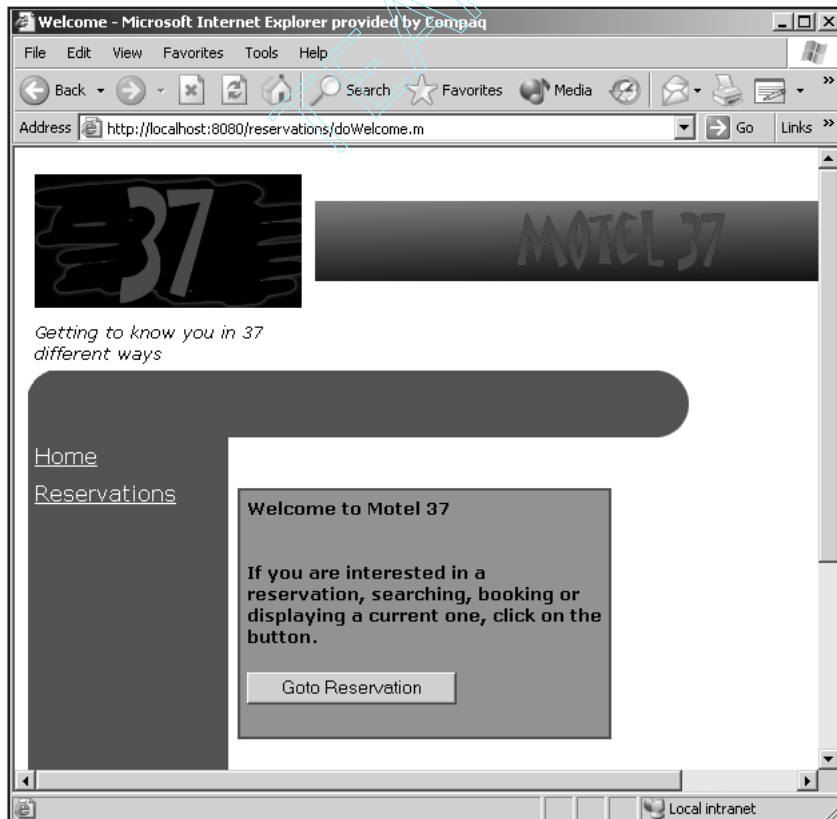 Welcome - Microsoft Internet Explorer provided by Compaq
File Edit View Favorites Tools Help
Back Search Favorites Media »
Address http://localhost:8080/reservations/doWelcome.m Go Links »
37
MOTEL 37
Getting to know you in 37
different ways
Home
Reservations
Welcome to Motel 37
If you are interested in a
reservation, searching, booking or
displaying a current one, click on the
button.
Goto Reservation
Local intranet